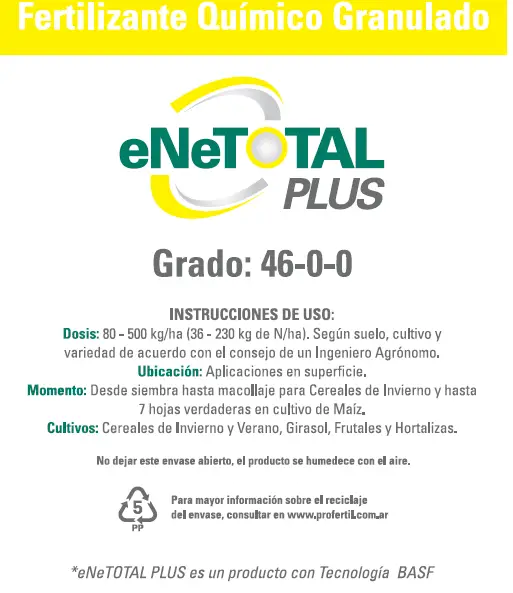 Fertilizante Químico Granulado
eNeTOTAL
PLUS
Grado: 46-0-0
INSTRUCCIONES DE USO:
Dosis: 80 - 500 kg/ha (36 - 230 kg de N/ha). Según suelo, cultivo y
variedad de acuerdo con el consejo de un Ingeniero Agrónomo.
Ubicación: Aplicaciones en superficie.
Momento: Desde siembra hasta macollaje para Cereales de Invierno y hasta
7 hojas verdaderas en cultivo de Maíz.
Cultivos: Cereales de Invierno y Verano, Girasol, Frutales y Hortalizas.
No dejar este envase abierto, el producto se humedece con el aire.
5
PP
Para mayor información sobre el reciclaje
del envase, consultar en www.profertil.com.ar
*eNeTOTAL PLUS es un producto con Tecnología BASF